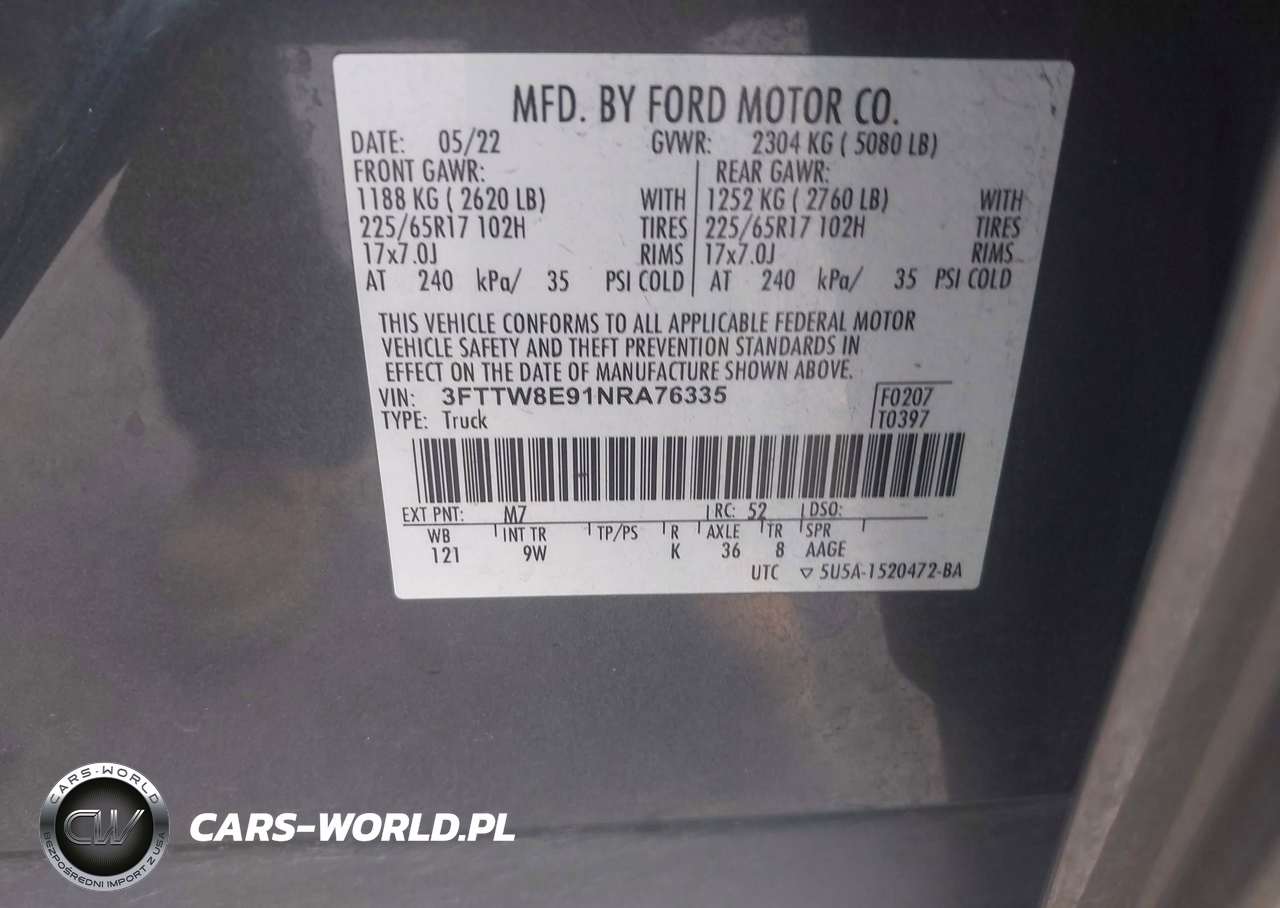 MFD. BY FORD MOTOR CO.
DATE: 05/22 GVWR: 2304 KG ( 5080 LB)
FRONT GAWR: REAR GAWR:
1188 KG ( 2620 LB) WITH 1252 KG ( 2760 LB) WITH
225/65R17 102H TIRES 225/65R17 102H TIRES
17x7.0J RIMS 17x7.0J RIMS
AT 240 kPa/ 35 PSI COLD AT 240 kPa/ 35 PSI COLD
THIS VEHICLE CONFORMS TO ALL APPLICABLE FEDERAL MOTOR
VEHICLE SAFETY AND THEFT PREVENTION STANDARDS IN
EFFECT ON THE DATE OF MANUFACTURE SHOWN ABOVE.
VIN: 3FTTW8E91NRA76335 F0207
TYPE: Truck T0397
EXT PNT: M7 RC: 52 DSO:
WB INT TR TP/PS R AXLE TR SPR
121 9W K 36 8 AAGE
UTC ▽ 5U5A-1520472-BA
CARS-WORLD
CW
BEZPOŚREDNI IMPORT Z USA
CARS-WORLD.PL